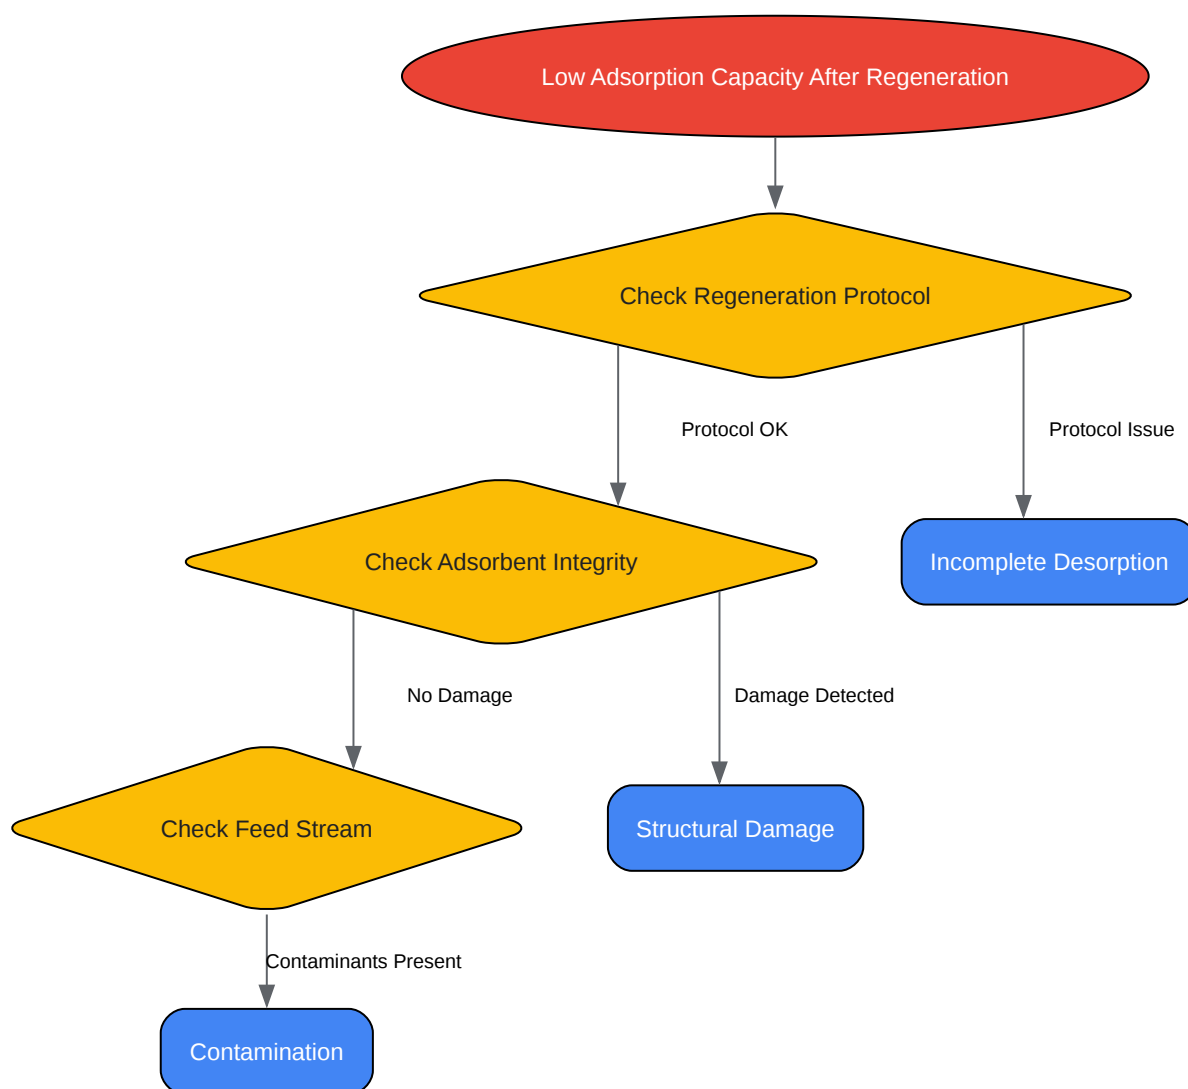 Low Adsorption Capacity After Regeneration
Check Regeneration Protocol
Protocol OK
Protocol Issue
Check Adsorbent Integrity
Incomplete Desorption
No Damage
Damage Detected
Check Feed Stream
Structural Damage
Contaminants Present
Contamination